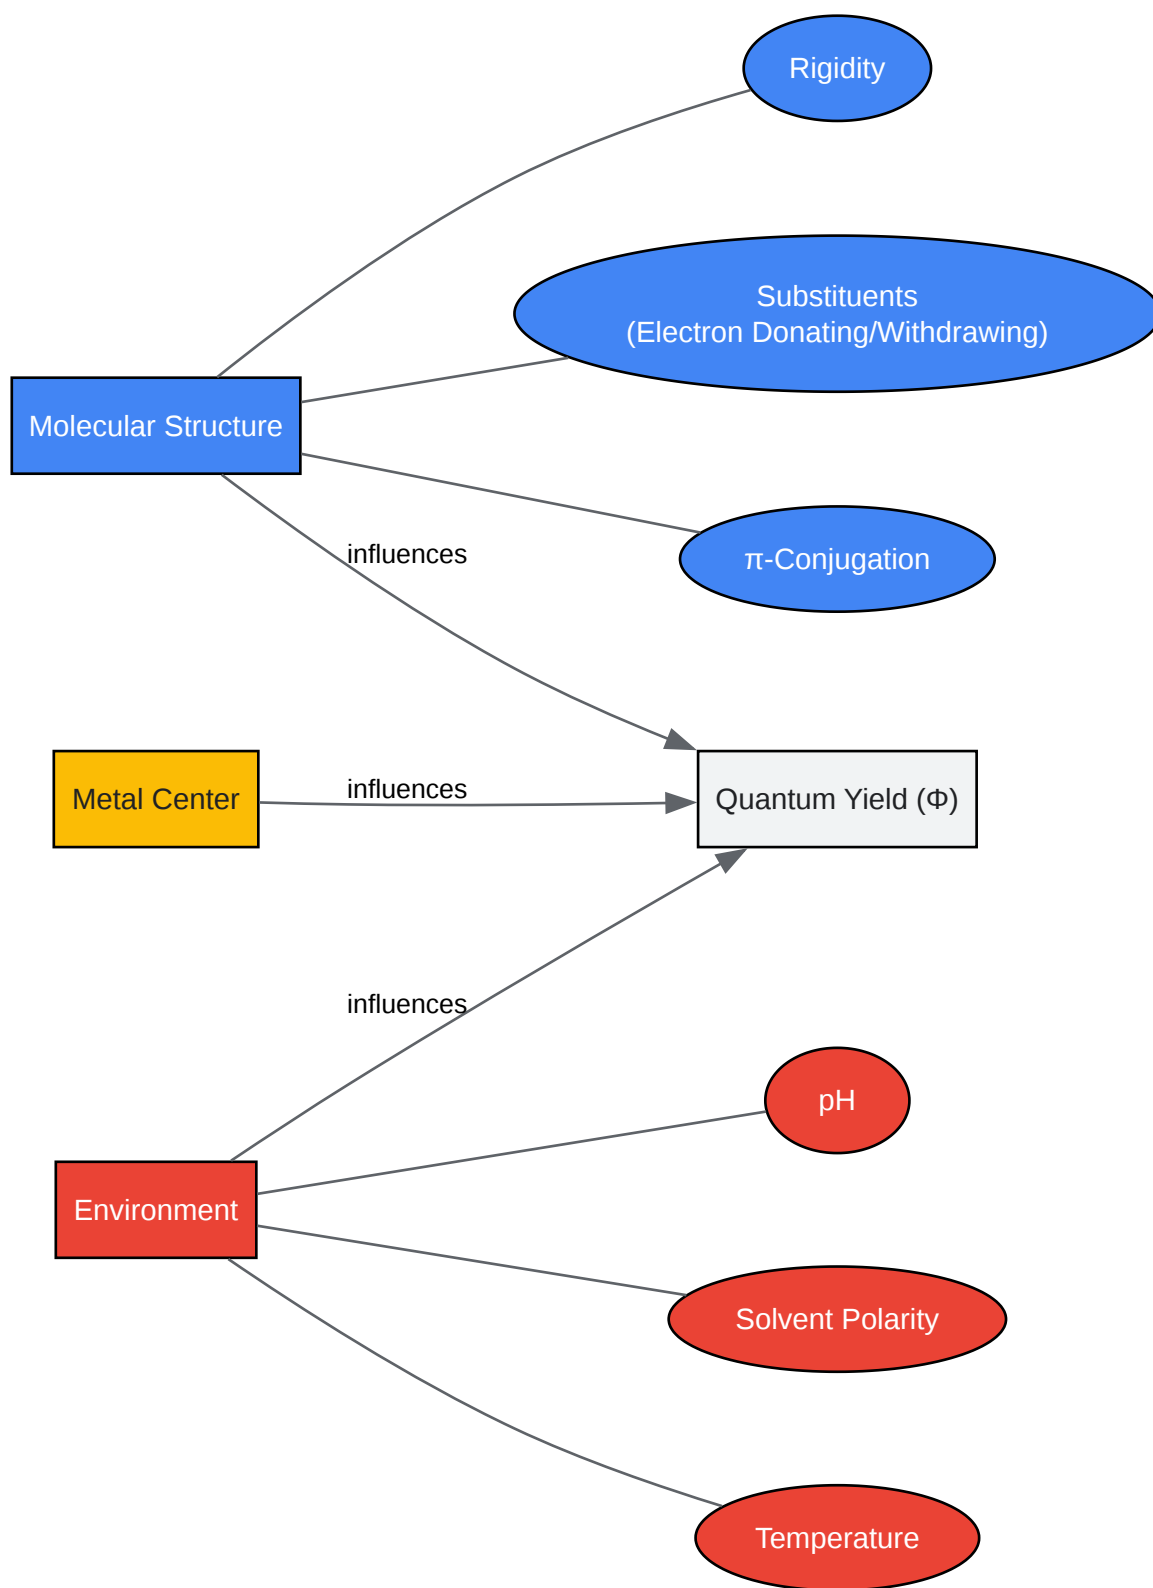 Rigidity
Substituents
(Electron Donating/Withdrawing)
Molecular Structure
π-Conjugation
influences
Metal Center
influences
Quantum Yield (Φ)
influences
pH
Environment
Solvent Polarity
Temperature